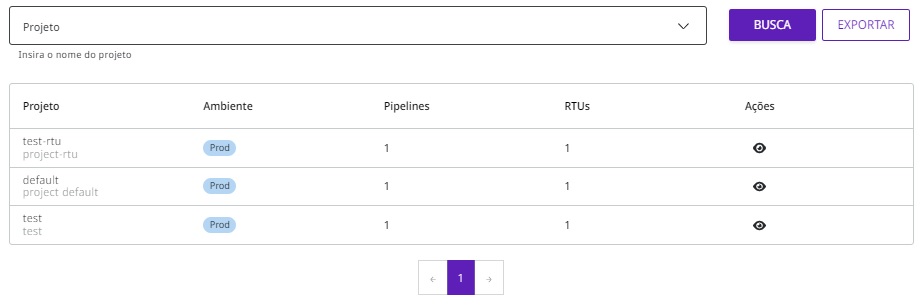 Projeto
BUSCA
EXPORTAR
Insira o nome do projeto
Projeto Ambiente Pipelines RTUs Ações
test-rtu
project-rtu
Prod 1 1
default
project default
Prod 1 1
test
test
Prod 1 1
← 1 →